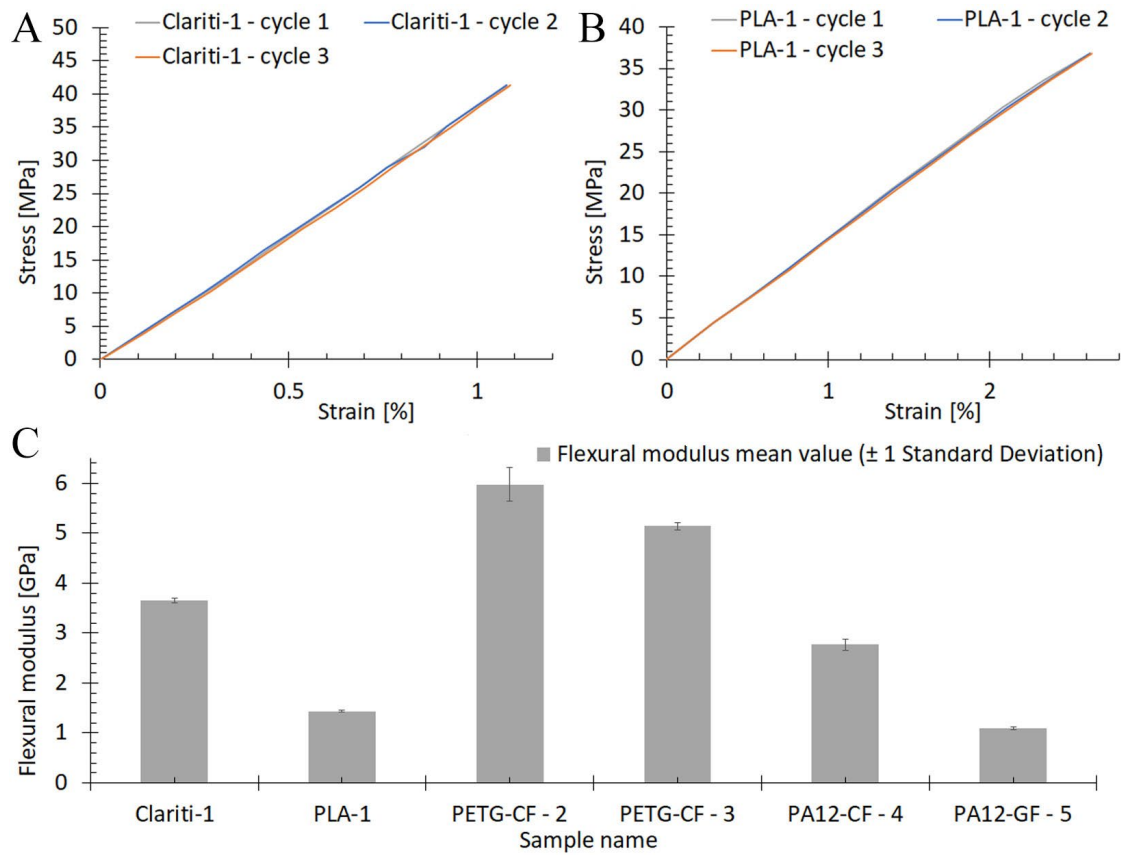 A
Clariti-1 - cycle 1
Clariti-1 - cycle 2
Clariti-1 - cycle 3
Stress [MPa]
50
45
40
35
30
25
20
15
10
5
0
0
0.5
1
Strain [%]
B
PLA-1 - cycle 1
PLA-1 - cycle 2
PLA-1 - cycle 3
Stress [MPa]
40
35
30
25
20
15
10
5
0
0
1
2
Strain [%]
C
Flexural modulus mean value (± 1 Standard Deviation)
Flexural modulus [GPa]
6
5
4
3
2
1
0
Clariti-1
PLA-1
PETG-CF - 2
PETG-CF - 3
PA12-CF - 4
PA12-GF - 5
Sample name